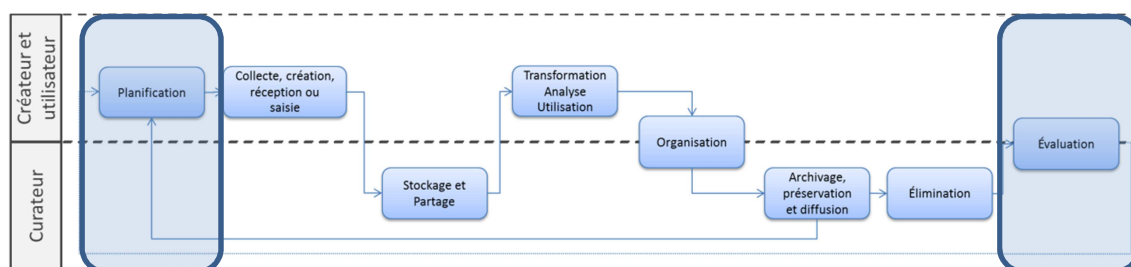 Créateur et
utilisateur
Planification
Collecte, création,
réception ou
saisie
Transformation
Analyse
Utilisation
Organisation
Évaluation
Curateur
Stockage et
Partage
Archivage,
préservation
et diffusion
Élimination